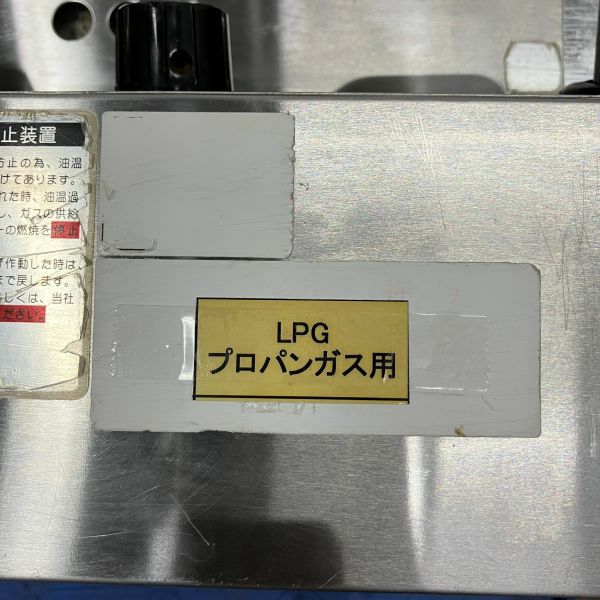 止装置
防止の為、油温
けてあります。
れた時、油温過
し、ガスの供給
ーの燃焼を停止
作動した時は、
まで戻します。
しくは、当社
ださい。
LPG
プロパンガス用